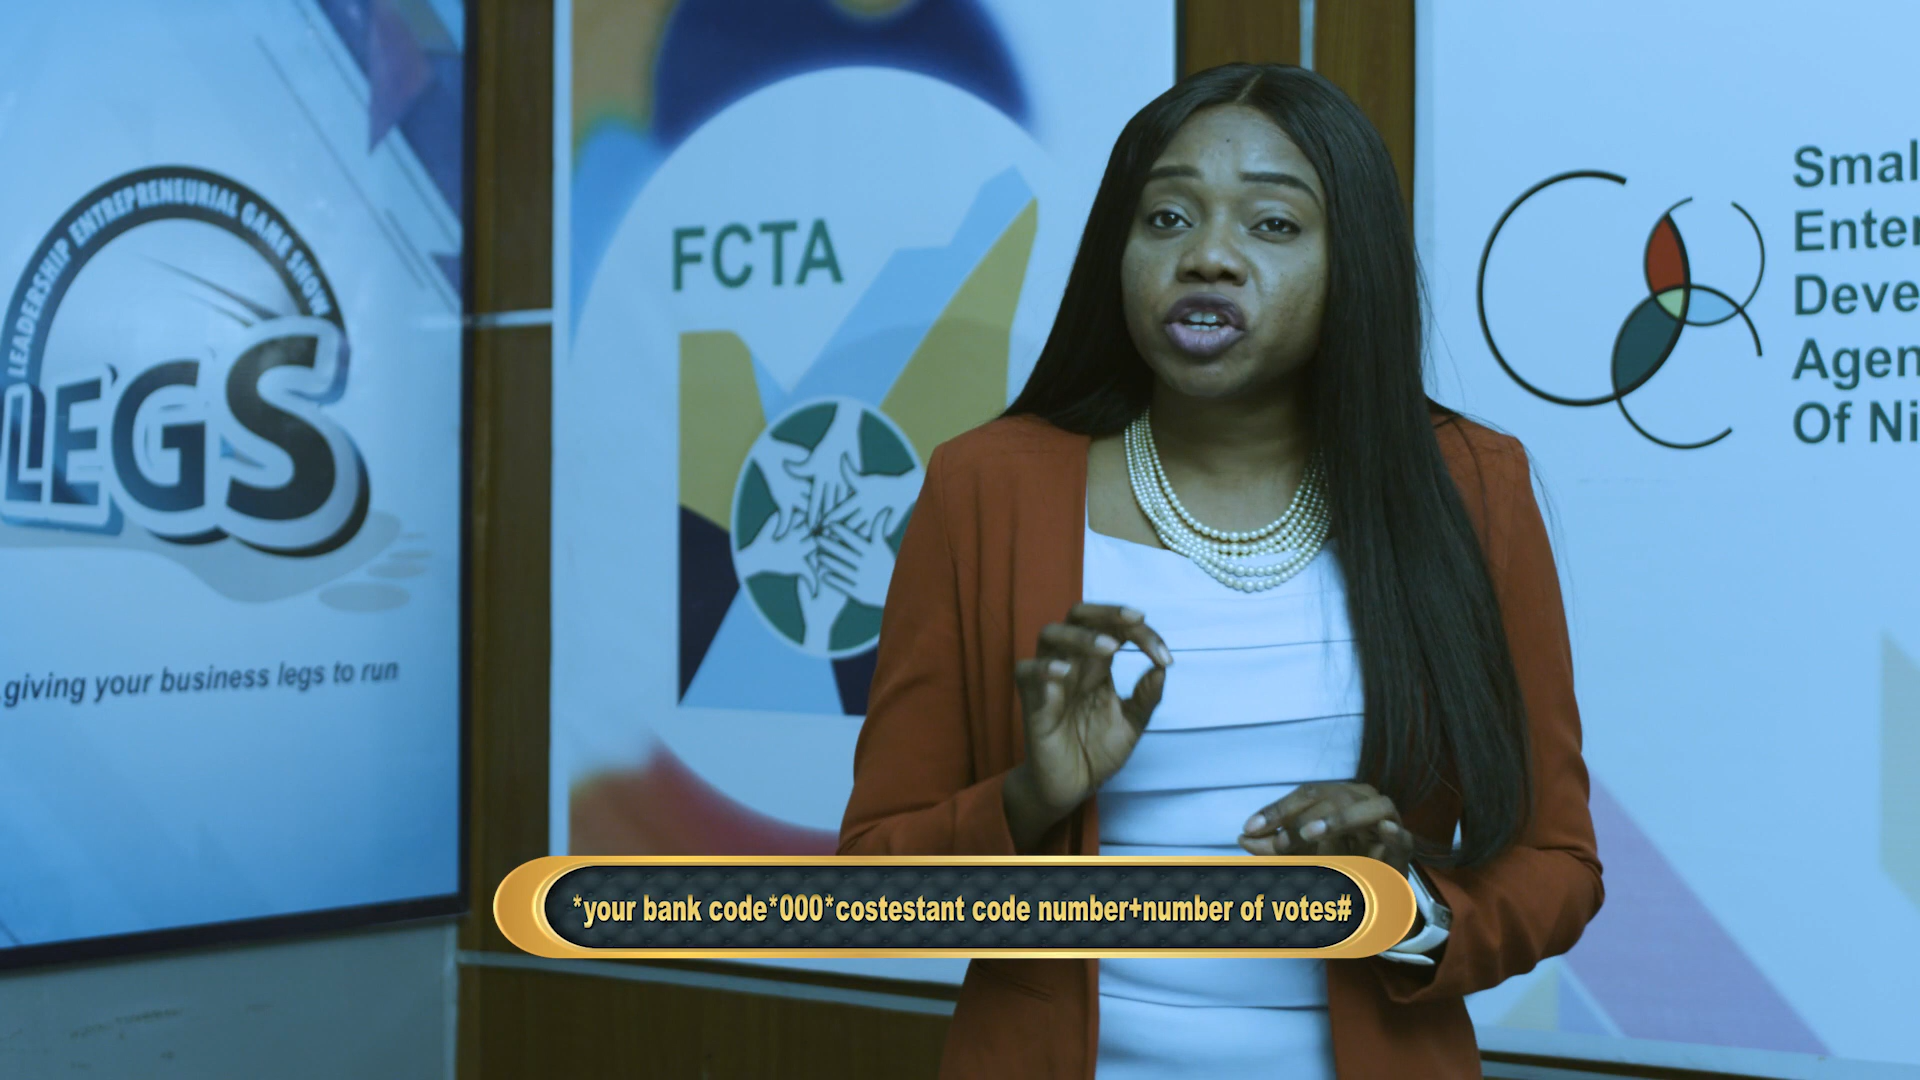 LEADERSHIP ENTREPRENEURIAL GAME SHOW
LEGS
giving your business legs to run
FCTA
Smal
Enter
Deve
Agen
Of Ni
*your bank code*000*costestant code number+number of votes#